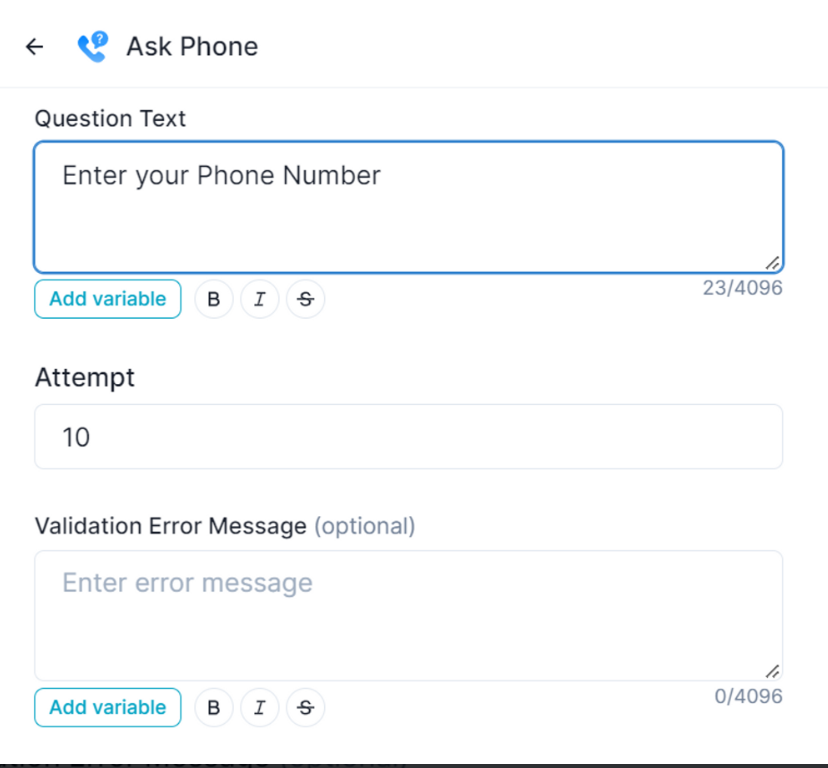 Ask Phone
Question Text
Enter your Phone Number
Add variable B I S 23/4096
Attempt
10
Validation Error Message (optional)
Enter error message
Add variable B I S 0/4096